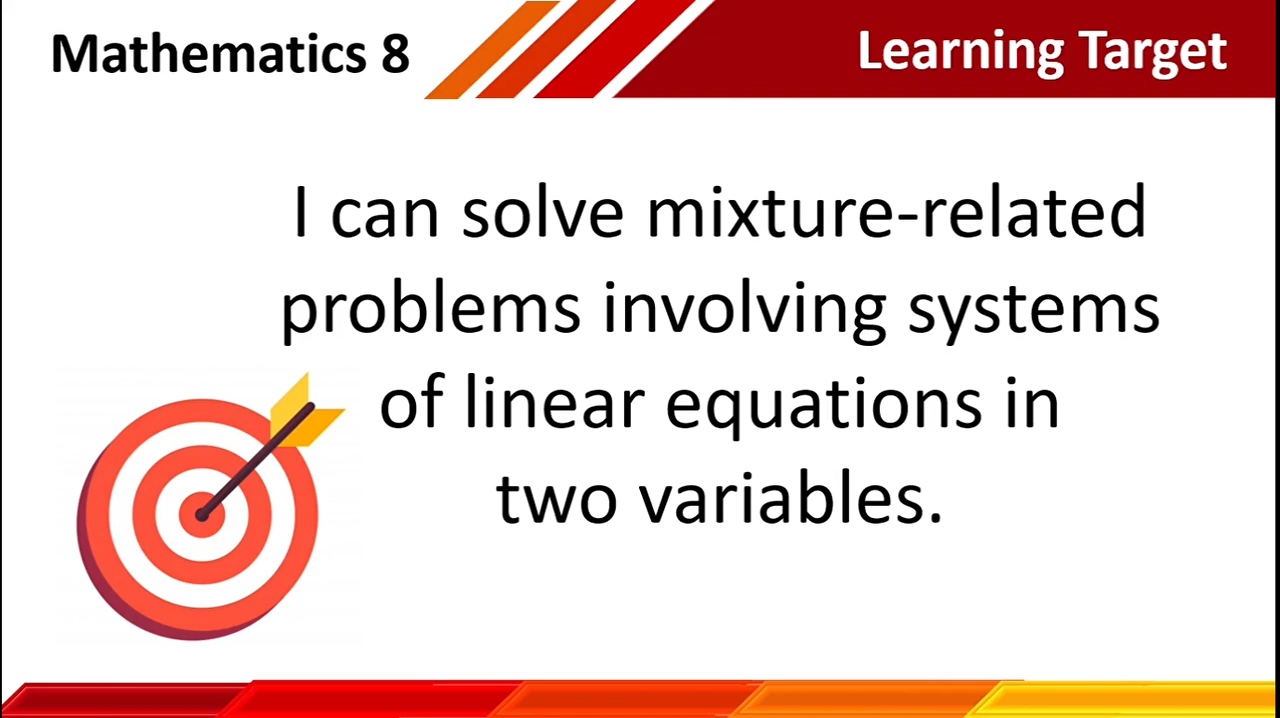 Mathematics 8
Learning Target
I can solve mixture-related
problems involving systems
of linear equations in
two variables.